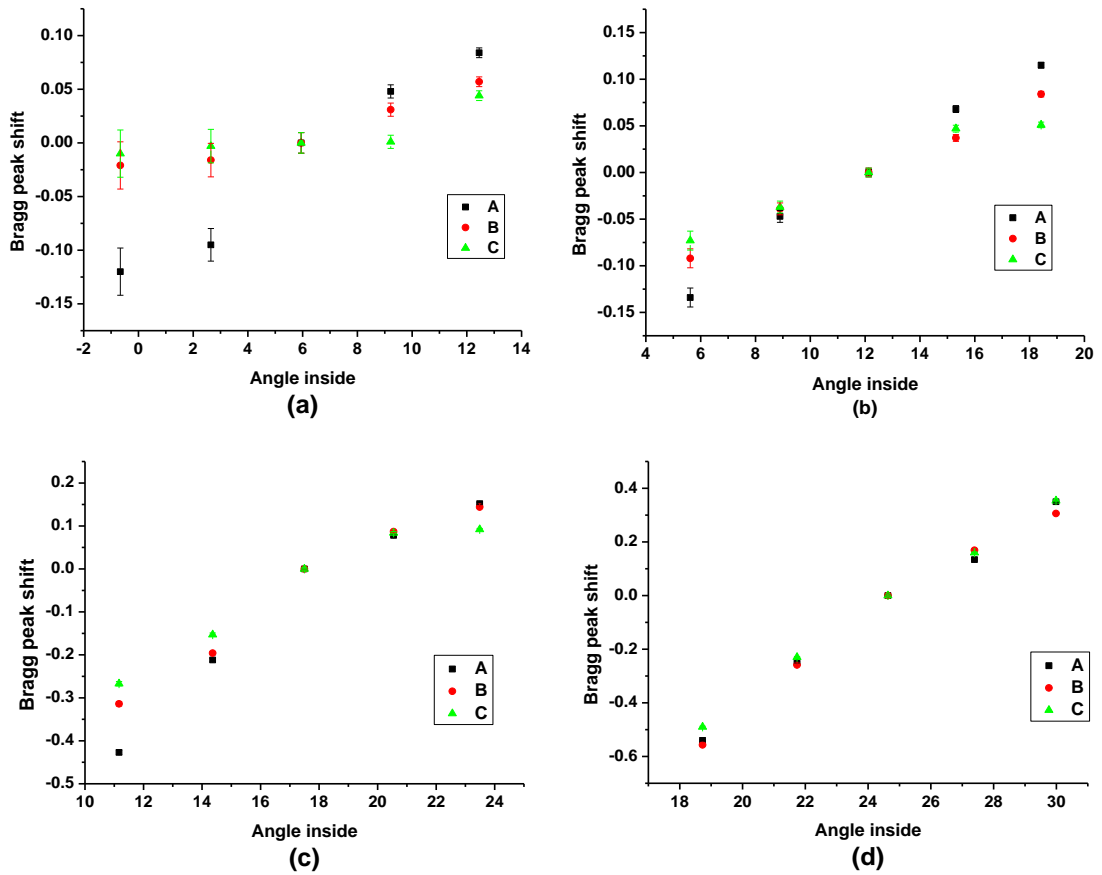 0.10
0.05
0.00
-0.05
-0.10
-0.15
Bragg peak shift
A
B
C
-2 0 2 4 6 8 10 12 14
Angle inside
(a)
0.15
0.10
0.05
0.00
-0.05
-0.10
-0.15
Bragg peak shift
A
B
C
4 6 8 10 12 14 16 18 20
Angle inside
(b)
0.2
0.1
0.0
-0.1
-0.2
-0.3
-0.4
-0.5
Bragg peak shift
A
B
C
10 12 14 16 18 20 22 24
Angle inside
(c)
0.4
0.2
0.0
-0.2
-0.4
-0.6
Bragg peak shift
A
B
C
18 20 22 24 26 28 30
Angle inside
(d)